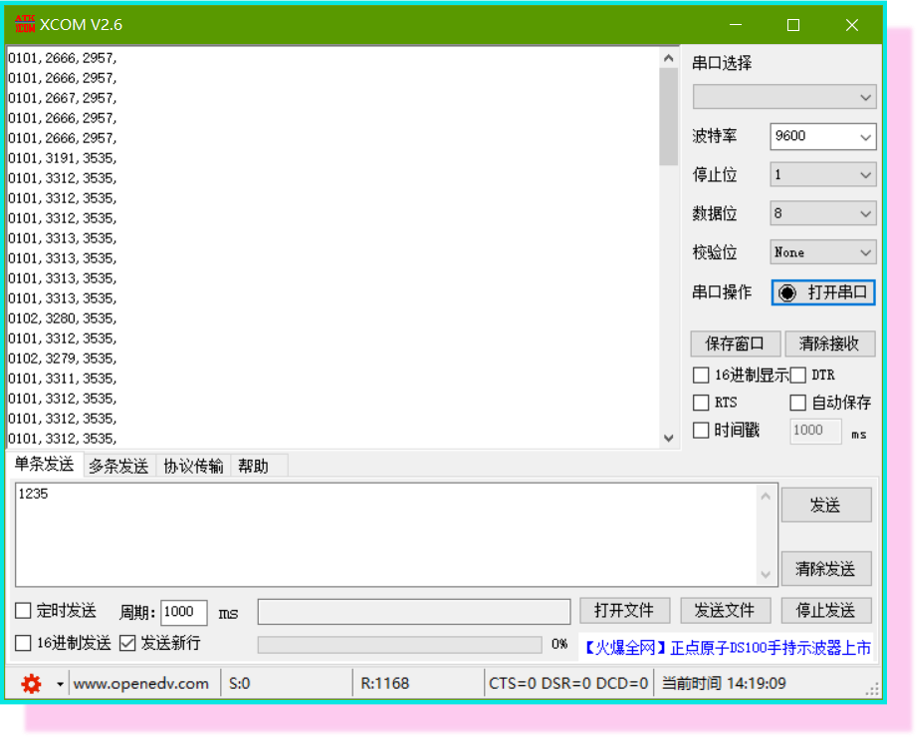 ATK
XCOM XCOM V2.6
0101, 2666, 2957,
0101, 2666, 2957,
0101, 2667, 2957,
0101, 2666, 2957,
0101, 2666, 2957,
0101, 3191, 3535,
0101, 3312, 3535,
0101, 3312, 3535,
0101, 3312, 3535,
0101, 3313, 3535,
0101, 3313, 3535,
0101, 3313, 3535,
0101, 3313, 3535,
0102, 3280, 3535,
0101, 3312, 3535,
0102, 3279, 3535,
0101, 3311, 3535,
0101, 3312, 3535,
0101, 3312, 3535,
0101, 3312, 3535,
串口选择
波特率 9600
停止位 1
数据位 8
校验位 None
串口操作 打开串口
保存窗口 清除接收
16进制显示 DTR
RTS 自动保存
时间戳 1000 ms
单条发送 多条发送 协议传输 帮助
1235
发送
清除发送
定时发送 周期: 1000 ms 打开文件 发送文件 停止发送
16进制发送 发送新行 0% 【火爆全网】正点原子DS100手持示波器上市
www.openedv.com S:0 R:1168 CTS=0 DSR=0 DCD=0 当前时间 14:19:09